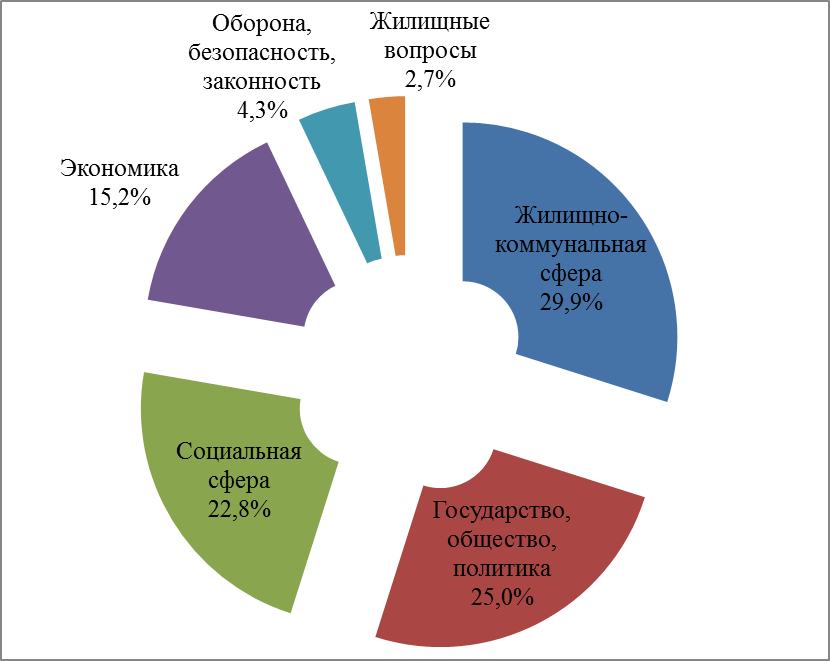 Оборона,
безопасность,
законность
4,3%
Жилищные
вопросы
2,7%
Экономика
15,2%
Жилищно-
коммунальная
сфера
29,9%
Социальная
сфера
22,8%
Государство,
общество,
политика
25,0%